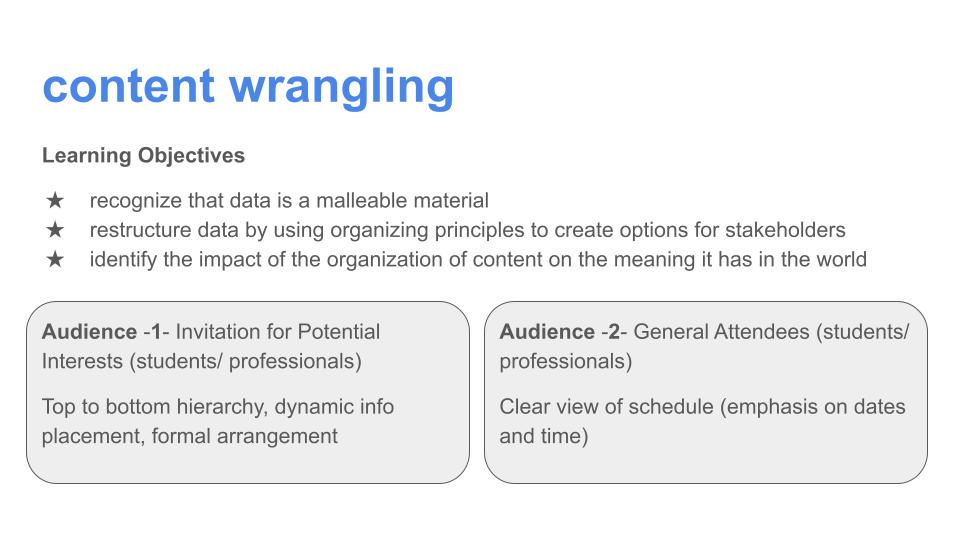 content wrangling
Learning Objectives
★ recognize that data is a malleable material
★ restructure data by using organizing principles to create options for stakeholders
★ identify the impact of the organization of content on the meaning it has in the world
Audience -1- Invitation for Potential
Interests (students/ professionals)
Top to bottom hierarchy, dynamic info
placement, formal arrangement
Audience -2- General Attendees (students/
professionals)
Clear view of schedule (emphasis on dates
and time)